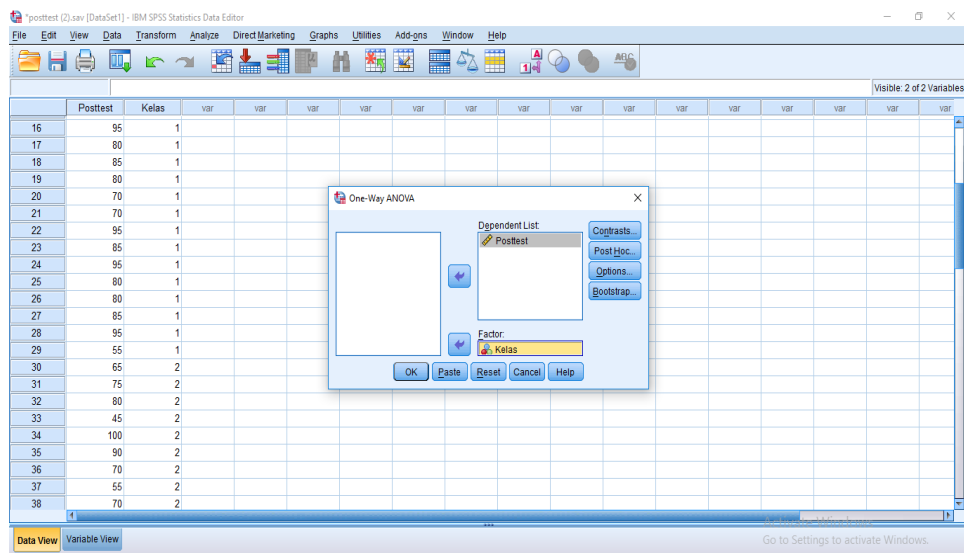 *posttest (2).sav [DataSet1] - IBM SPSS Statistics Data Editor
File Edit View Data Transform Analyze Direct Marketing Graphs Utilities Add-ons Window Help
Visible: 2 of 2 Variables
Posttest Kelas var var var var var var var var var var var var var var var
16 95 1
17 80 1
18 85 1
19 80 1
20 70 1
21 70 1
22 95 1
23 85 1
24 95 1
25 80 1
26 80 1
27 85 1
28 95 1
29 55 1
30 65 2
31 75 2
32 80 2
33 45 2
34 100 2
35 90 2
36 70 2
37 55 2
38 70 2
One-Way ANOVA
Dependent List:
Posttest
Contrasts...
Post Hoc...
Options...
Bootstrap...
Factor:
Kelas
OK Paste Reset Cancel Help
Data View Variable View
Activate Windows
Go to Settings to activate Windows.